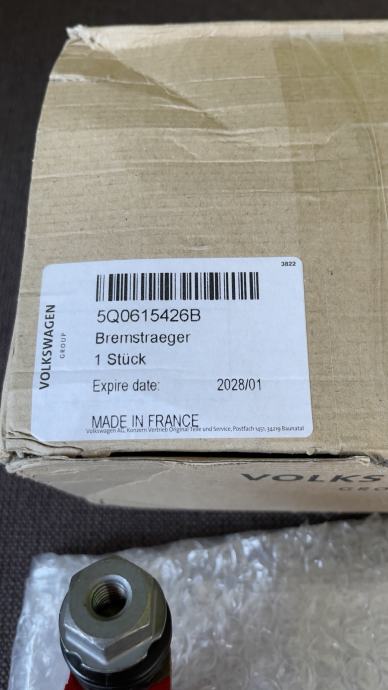 3822
VOLKSWAGEN
GROUP
5Q0615426B
Bremstraeger
1 Stück
Expire date: 2028/01
MADE IN FRANCE
Volkswagen AG, Konzern Vertrieb Original Teile und Service, Postfach 1451, 34219 Baunatal
VOLKS
GRO